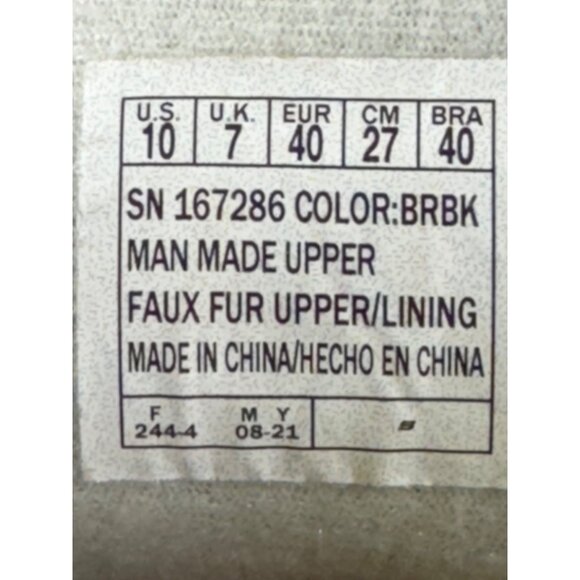 U.S. U.K. EUR CM BRA
10 7 40 27 40
SN 167286 COLOR:BRBK
MAN MADE UPPER
FAUX FUR UPPER/LINING
MADE IN CHINA/HECHO EN CHINA
F M Y
244-4 08-21